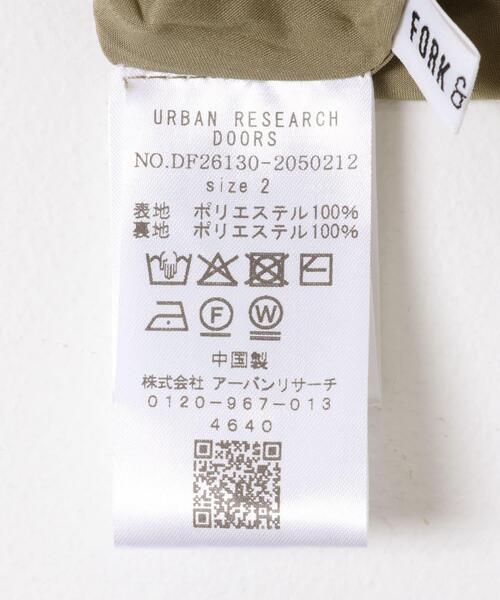 FORK &
URBAN RESEARCH
DOORS
NO.DF26130-2050212
size 2
表地 ポリエステル100%
裏地 ポリエステル100%
F W
中国製
株式会社 アーバンリサーチ
0120-967-013
4640